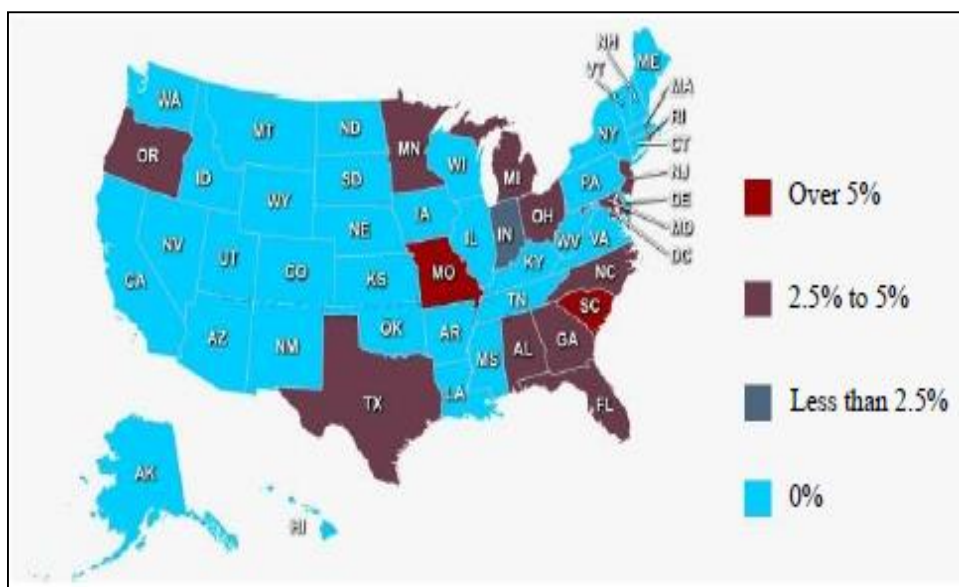 NH
ME
VT
WA
MA
MT
ND
RI
MN
OR
NY
CT
ID
WI
SD
MI
NJ
WY
PA
DE
IA
NE
OH
MD
IN
NV
IL
WV
VA
UT
DC
CO
KY
CA
KS
MO
NC
TN
OK
SC
AZ
NM
AR
MS
AL
GA
LA
TX
FL
AK
HI
Over 5%
2.5% to 5%
Less than 2.5%
0%